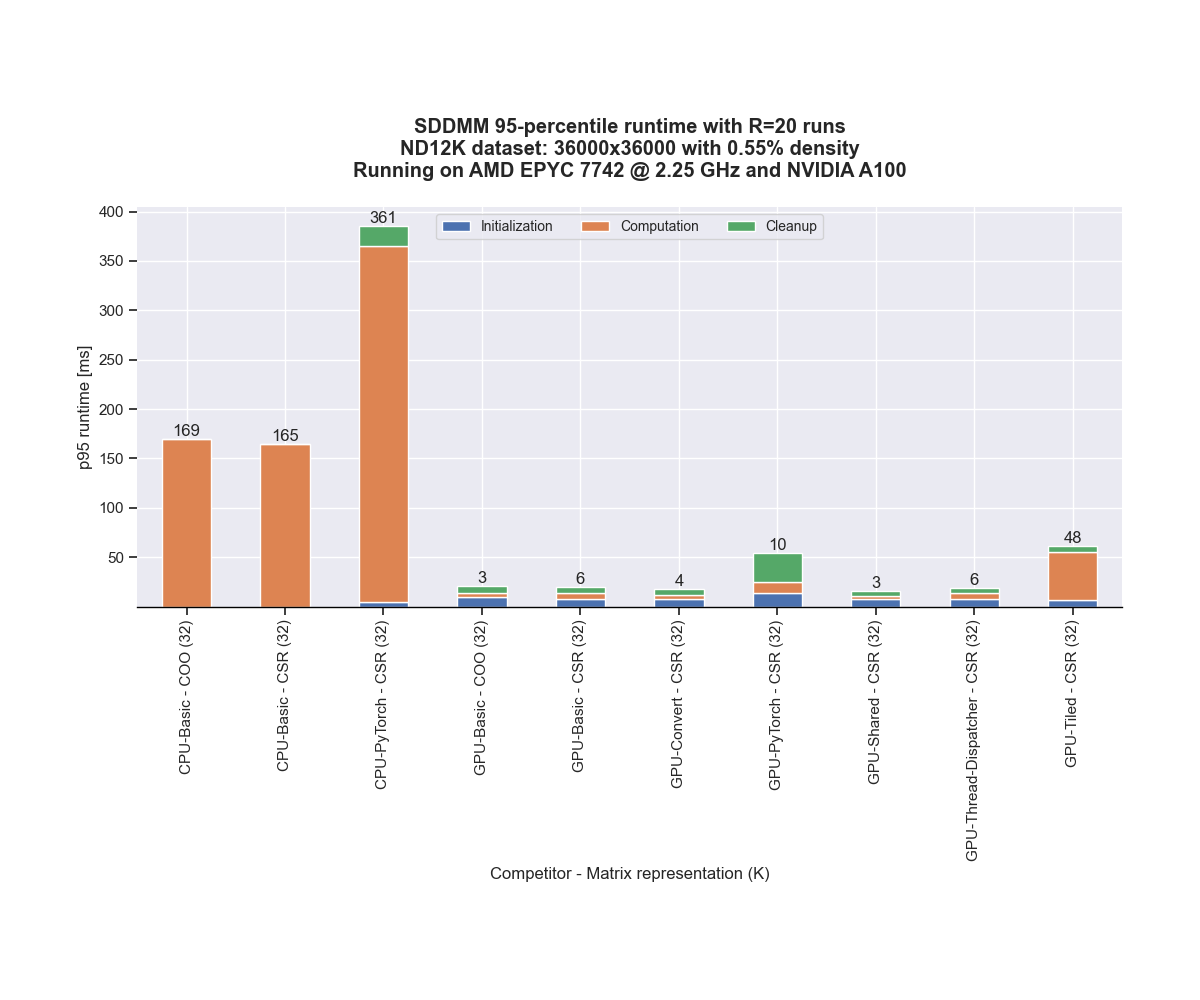 SDDMM 95-percentile runtime with R=20 runs
ND12K dataset: 36000x36000 with 0.55% density
Running on AMD EPYC 7742 @ 2.25 GHz and NVIDIA A100
Initialization Computation Cleanup
p95 runtime [ms]
400
350
300
250
200
150
100
50
169
165
361
3
6
4
10
3
6
48
CPU-Basic - COO (32)
CPU-Basic - CSR (32)
CPU-PyTorch - CSR (32)
GPU-Basic - COO (32)
GPU-Basic - CSR (32)
GPU-Convert - CSR (32)
GPU-PyTorch - CSR (32)
GPU-Shared - CSR (32)
GPU-Thread-Dispatcher - CSR (32)
GPU-Tiled - CSR (32)
Competitor - Matrix representation (K)